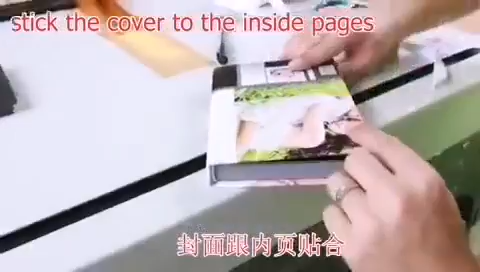 stick the cover to the inside pages
封面跟内页贴合